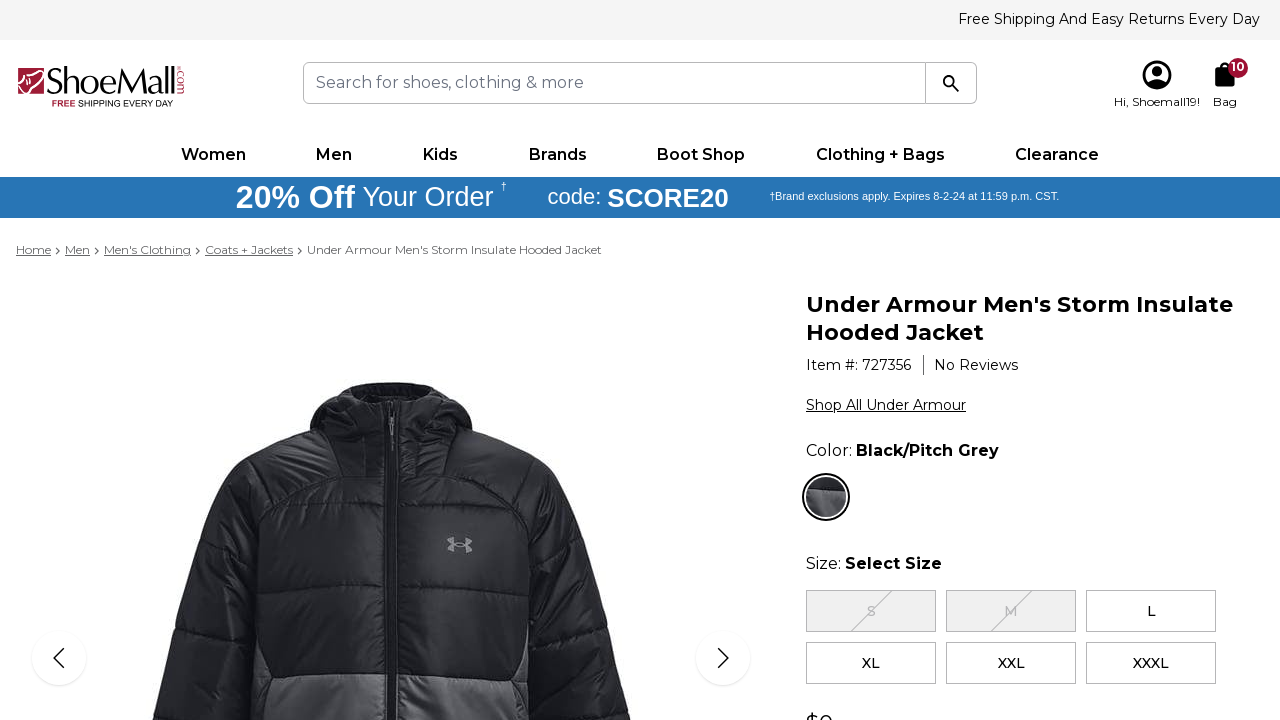 Free Shipping And Easy Returns Every Day
ShoeMall.com
FREE SHIPPING EVERY DAY
Search for shoes, clothing & more
10
Hi, Shoemall19!
Bag
Women Men Kids Brands Boot Shop Clothing + Bags Clearance
20% Off Your Order † code: SCORE20 †Brand exclusions apply. Expires 8-2-24 at 11:59 p.m. CST.
Home > Men > Men's Clothing > Coats + Jackets > Under Armour Men's Storm Insulate Hooded Jacket
Under Armour Men's Storm Insulate
Hooded Jacket
Item #: 727356 | No Reviews
Shop All Under Armour
Color: Black/Pitch Grey
Size: Select Size
S M L
XL XXL XXXL